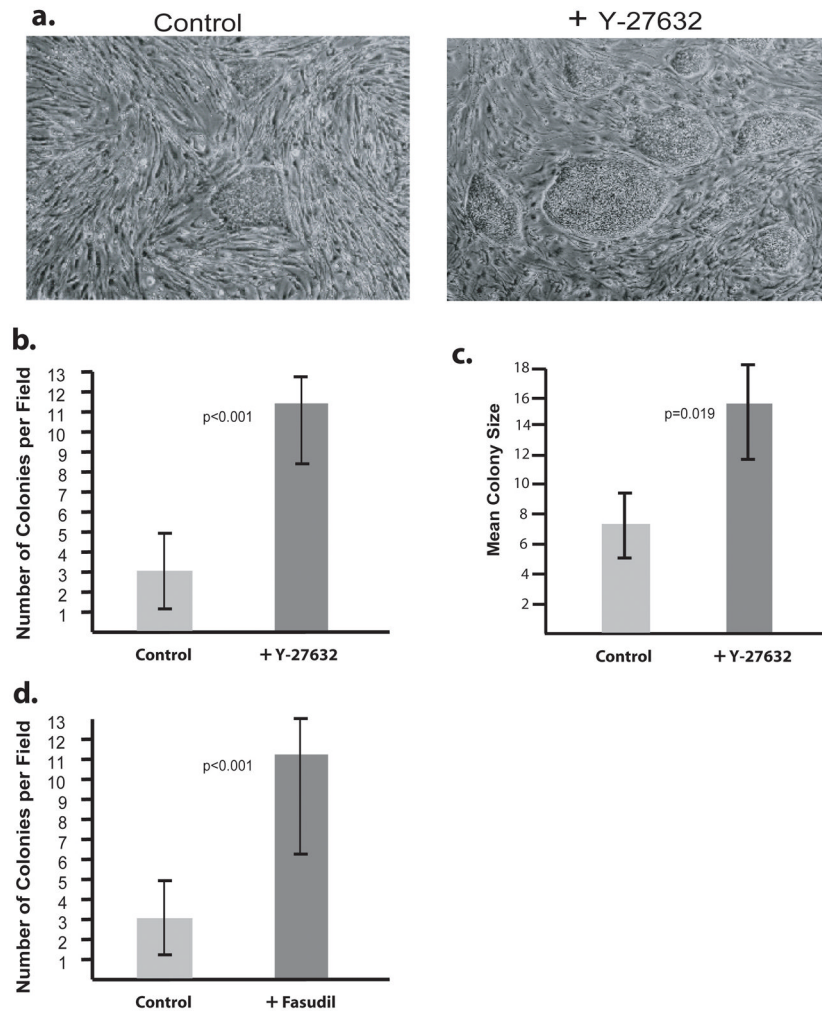 a.
Control
+ Y-27632
b.
Number of Colonies per Field
13
12
11
10
9
8
7
6
5
4
3
2
1
p<0.001
Control
+ Y-27632
c.
Mean Colony Size
18
16
14
12
10
8
6
4
2
p=0.019
Control
+ Y-27632
d.
Number of Colonies per Field
13
12
11
10
9
8
7
6
5
4
3
2
1
p<0.001
Control
+ Fasudil